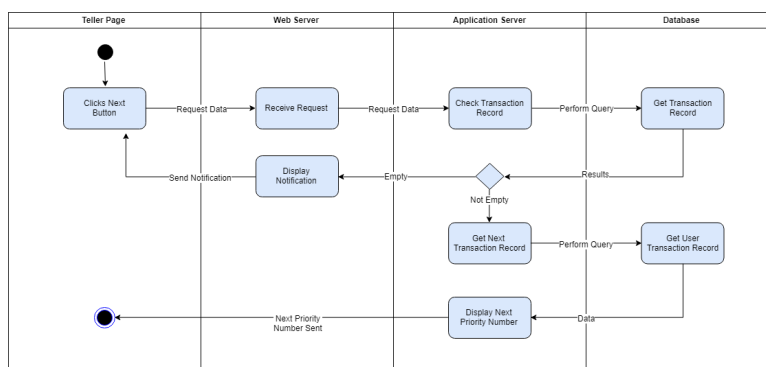 Teller Page
Web Server
Application Server
Database
Clicks Next
Button
Request Data
Receive Request
Request Data
Check Transaction
Record
Perform Query
Get Transaction
Record
Send Notification
Display
Notification
Empty
Results
Not Empty
Get Next
Transaction Record
Perform Query
Get User
Transaction Record
Next Priority
Number Sent
Display Next
Priority Number
Data